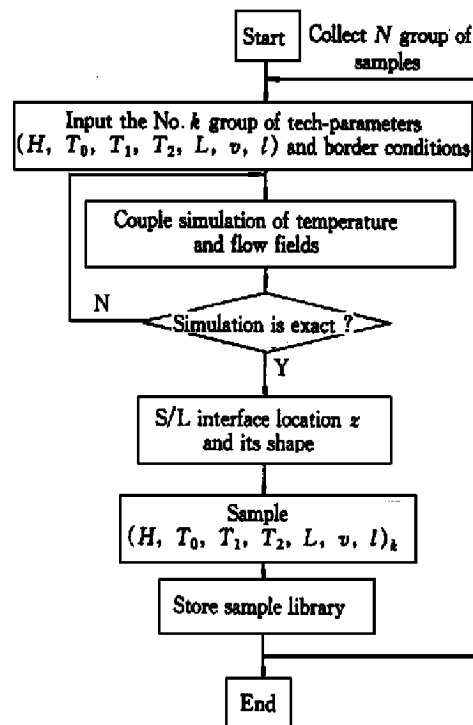 Start
Collect N group of
samples
Input the No. k group of tech-parameters
(H, T₀, T₁, T₂, L, v, l) and border conditions
Couple simulation of temperature
and flow fields
N
Simulation is exact ?
Y
S/L interface location z
and its shape
Sample
(H, T₀, T₁, T₂, L, v, l)ₖ
Store sample library
End